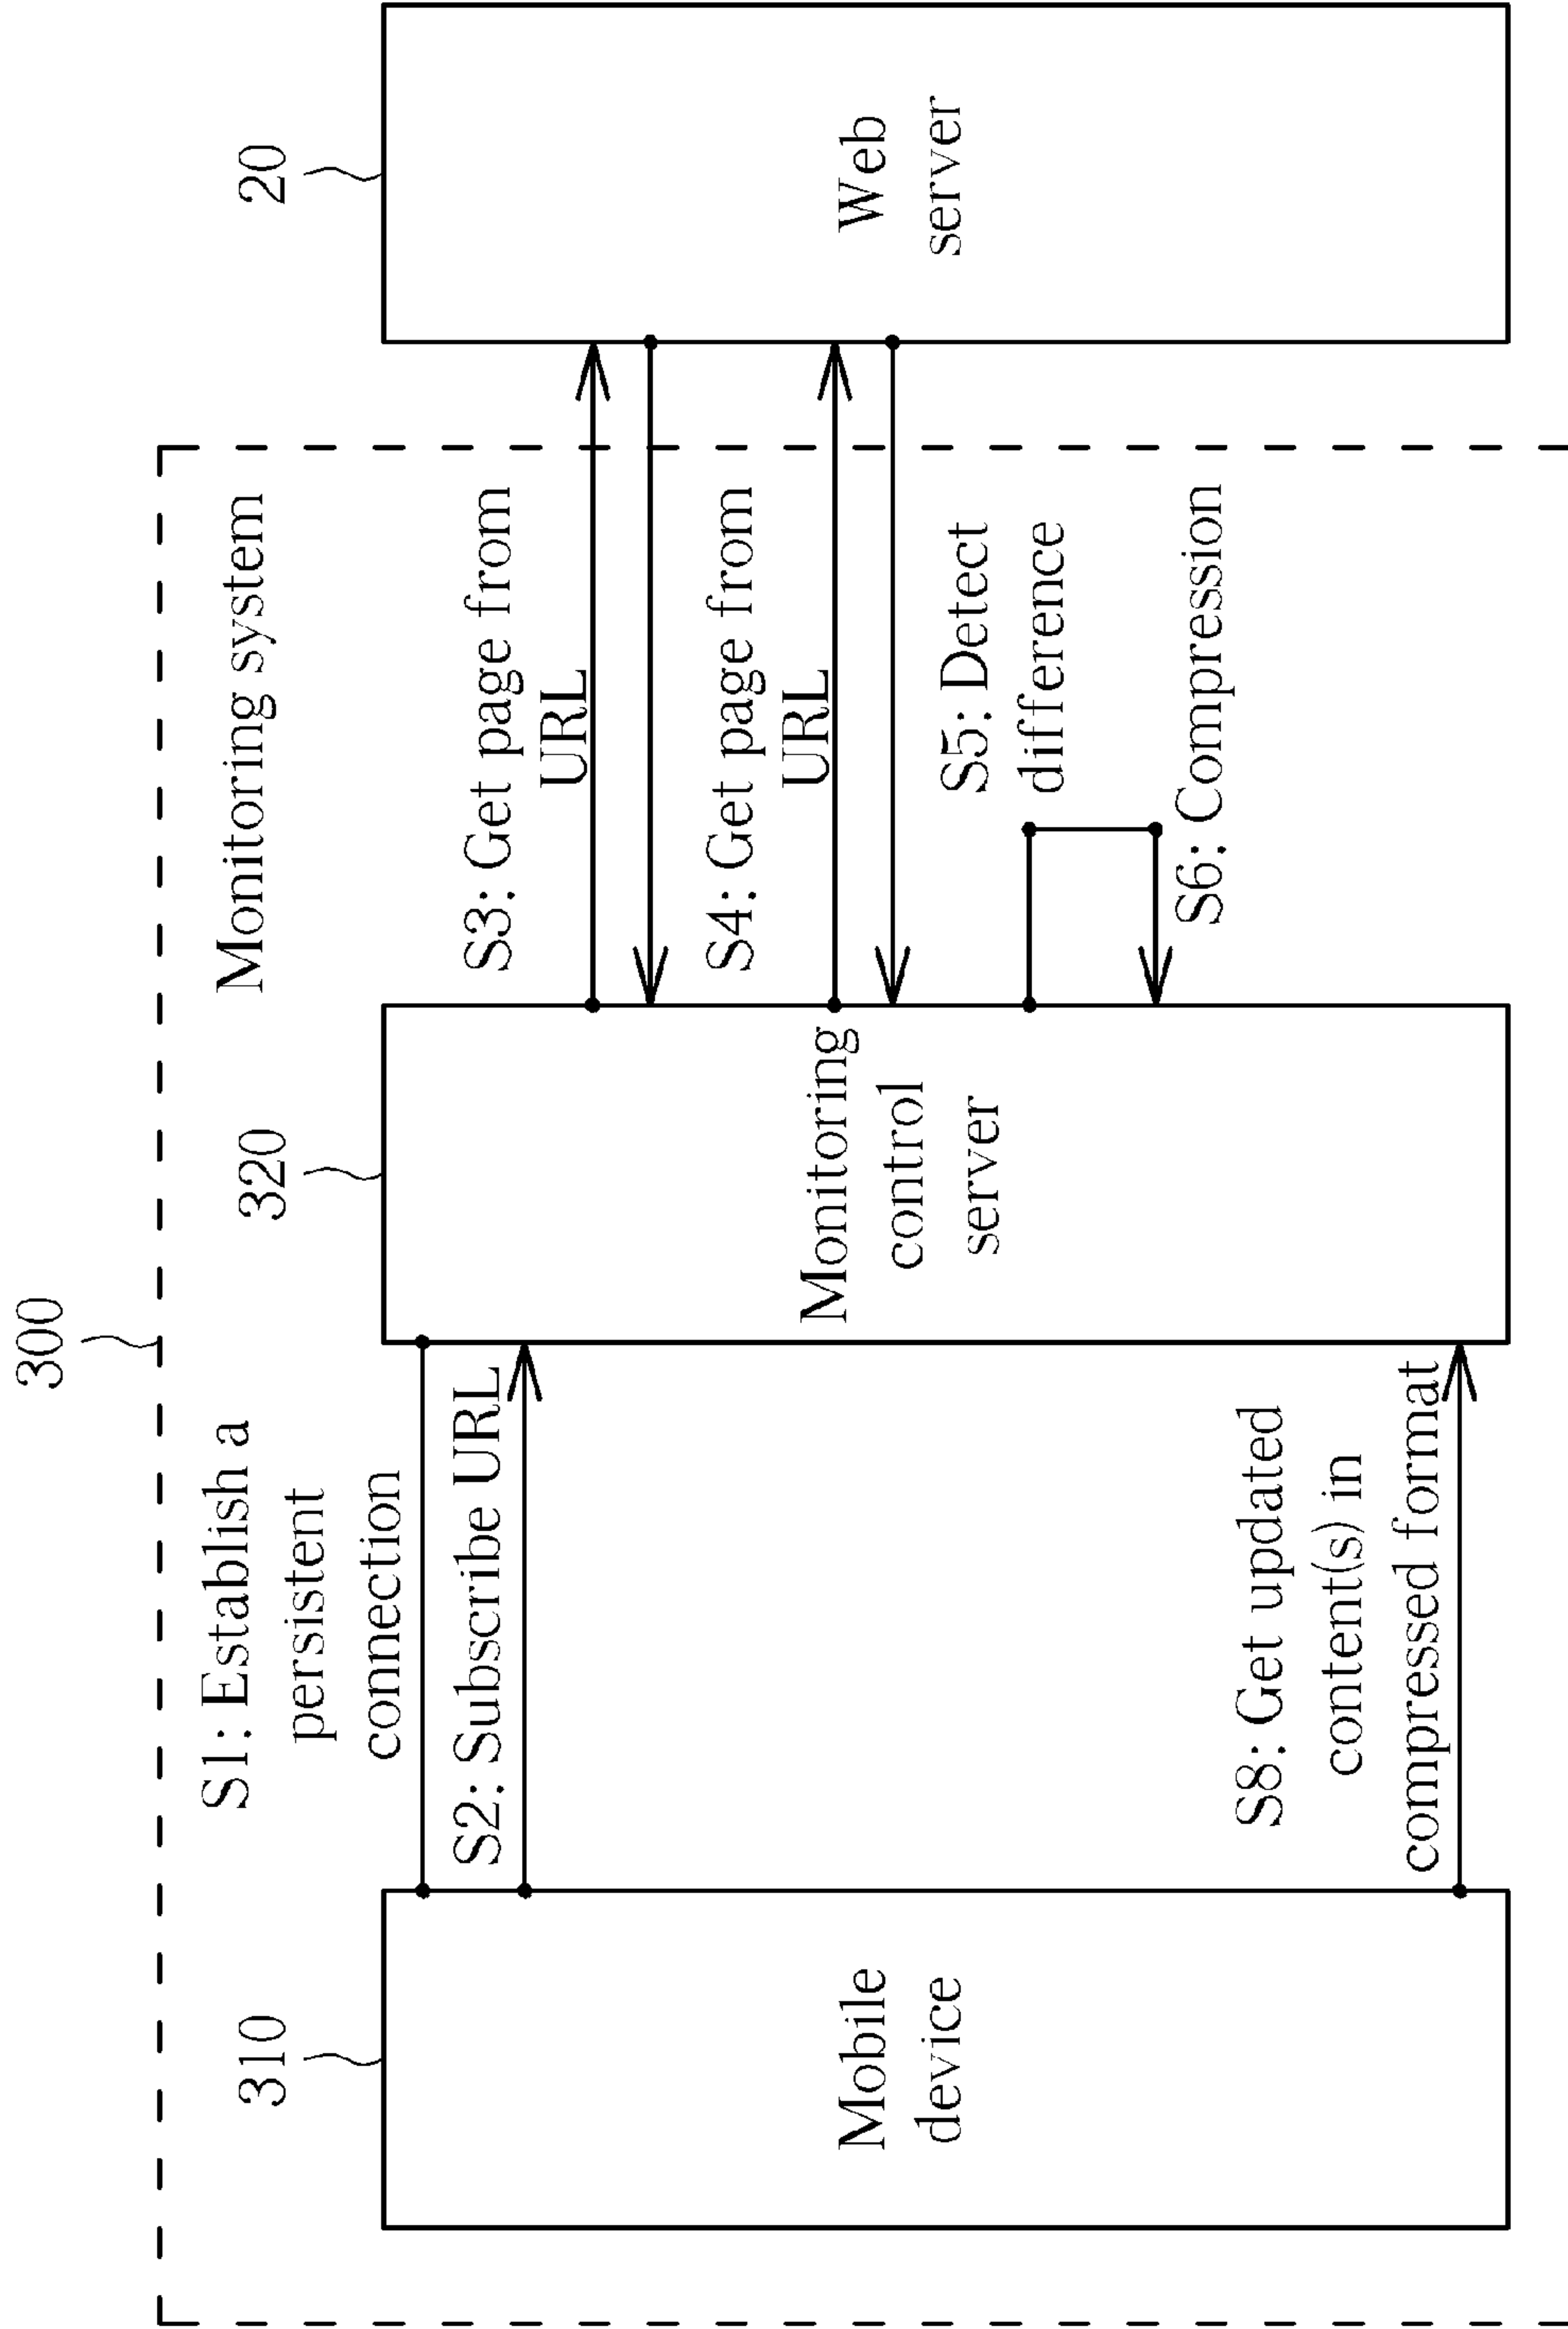 300
Monitoring system
310
320
20
S1: Establish a
persistent
connection
S2: Subscribe URL
S3: Get page from
URL
S4: Get page from
URL
Mobile
device
Monitoring
control
server
Web
server
S5: Detect
difference
S6: Compression
S8: Get updated
content(s) in
compressed format